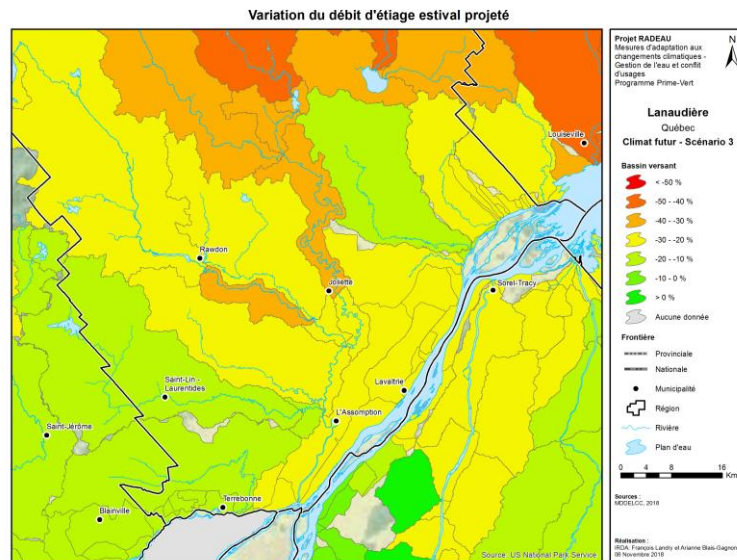 Variation du débit d'étiage estival projeté
Projet RADEAU
Mesures d'adaptation aux
changements climatiques -
Gestion de l'eau et conflit
d'usages
Programme Prime-Vert
N
Lanaudière
Québec
Climat futur - Scénario 3
Bassin versant
< -50 %
-50 - -40 %
-40 - -30 %
-30 - -20 %
-20 - -10 %
-10 - 0 %
> 0 %
Aucune donnée
Frontière
Provinciale
Nationale
Municipalité
Région
Rivière
Plan d'eau
0 4 8 16
Km
Sources :
MDDELCC, 2018
Réalisation :
IRDA: François Landry et Arianne Blais-Gagnon
06 Novembre 2018
Louiseville
Rawdon
Joliette
Sorel-Tracy
Lavaltrie
Saint-Lin -
Laurentides
L'Assomption
Saint-Jérôme
Terrebonne
Blainville
Source: US National Park Service